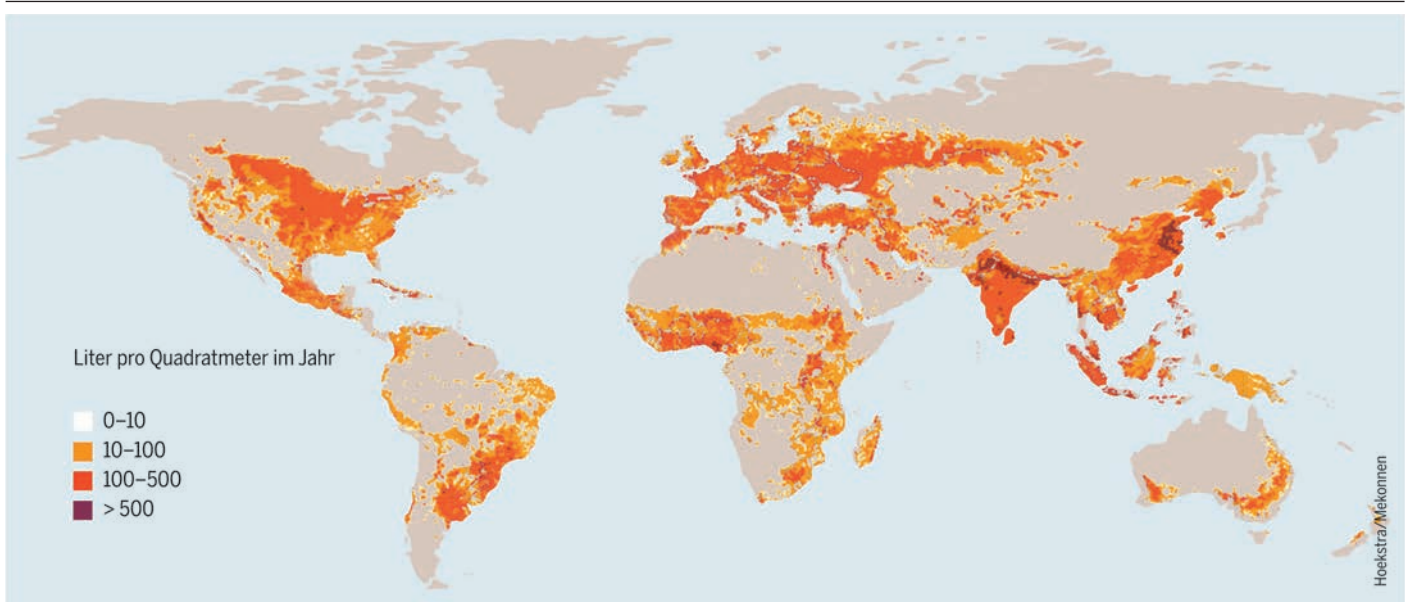 Liter pro Quadratmeter im Jahr
0–10
10–100
100–500
> 500
Hoekstra/Mekonnen